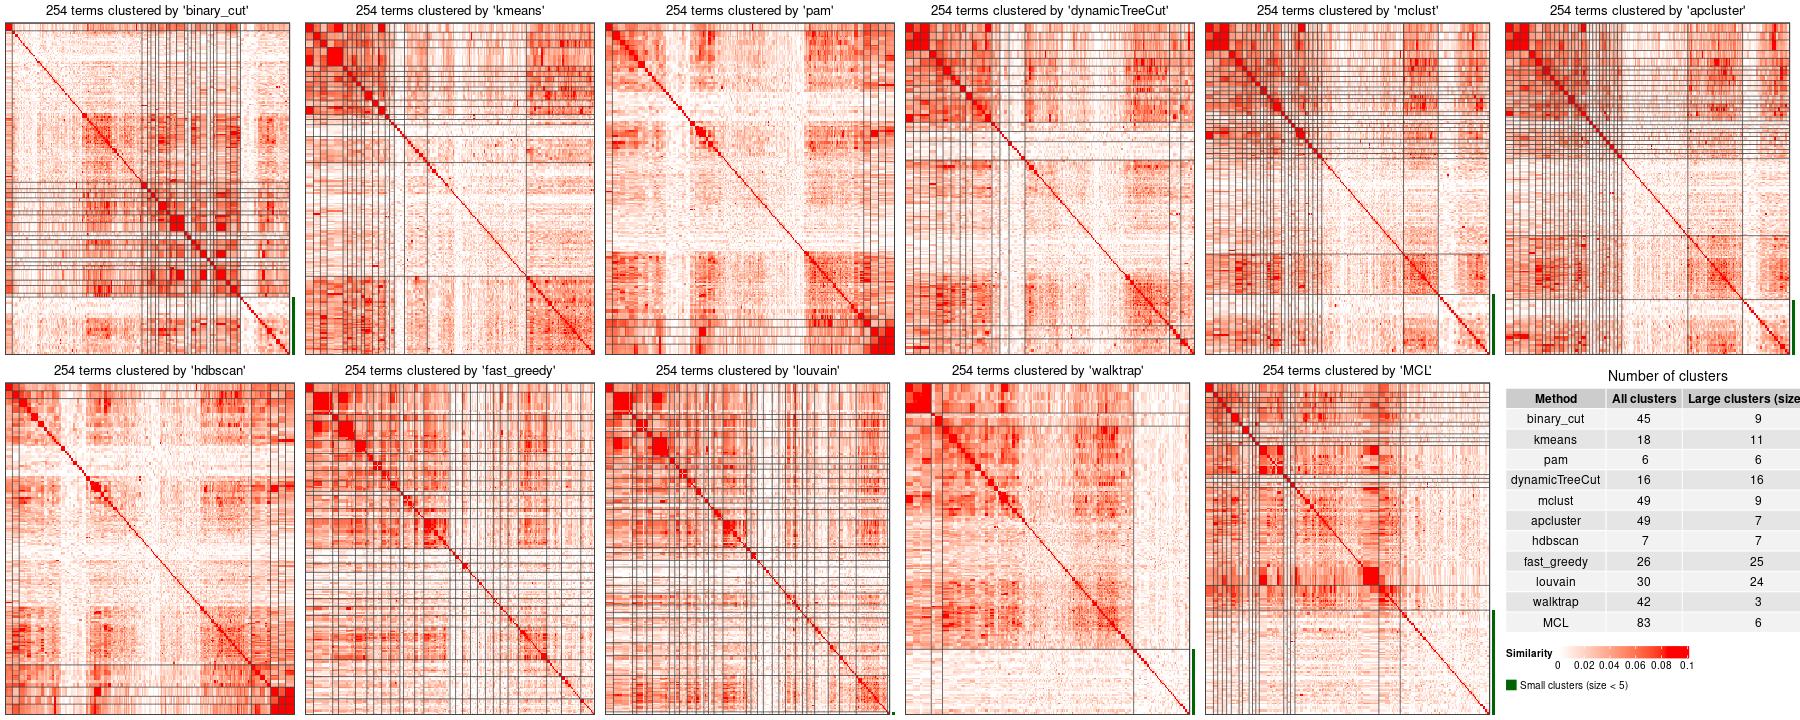 254 terms clustered by 'binary_cut'
254 terms clustered by 'kmeans'
254 terms clustered by 'pam'
254 terms clustered by 'dynamicTreeCut'
254 terms clustered by 'mclust'
254 terms clustered by 'apcluster'
254 terms clustered by 'hdbscan'
254 terms clustered by 'fast_greedy'
254 terms clustered by 'louvain'
254 terms clustered by 'walktrap'
254 terms clustered by 'MCL'
Number of clusters
Method All clusters Large clusters (size
binary_cut 45 9
kmeans 18 11
pam 6 6
dynamicTreeCut 16 16
mclust 49 9
apcluster 49 7
hdbscan 7 7
fast_greedy 26 25
louvain 30 24
walktrap 42 3
MCL 83 6
Similarity
0 0.02 0.04 0.06 0.08 0.1
Small clusters (size < 5)